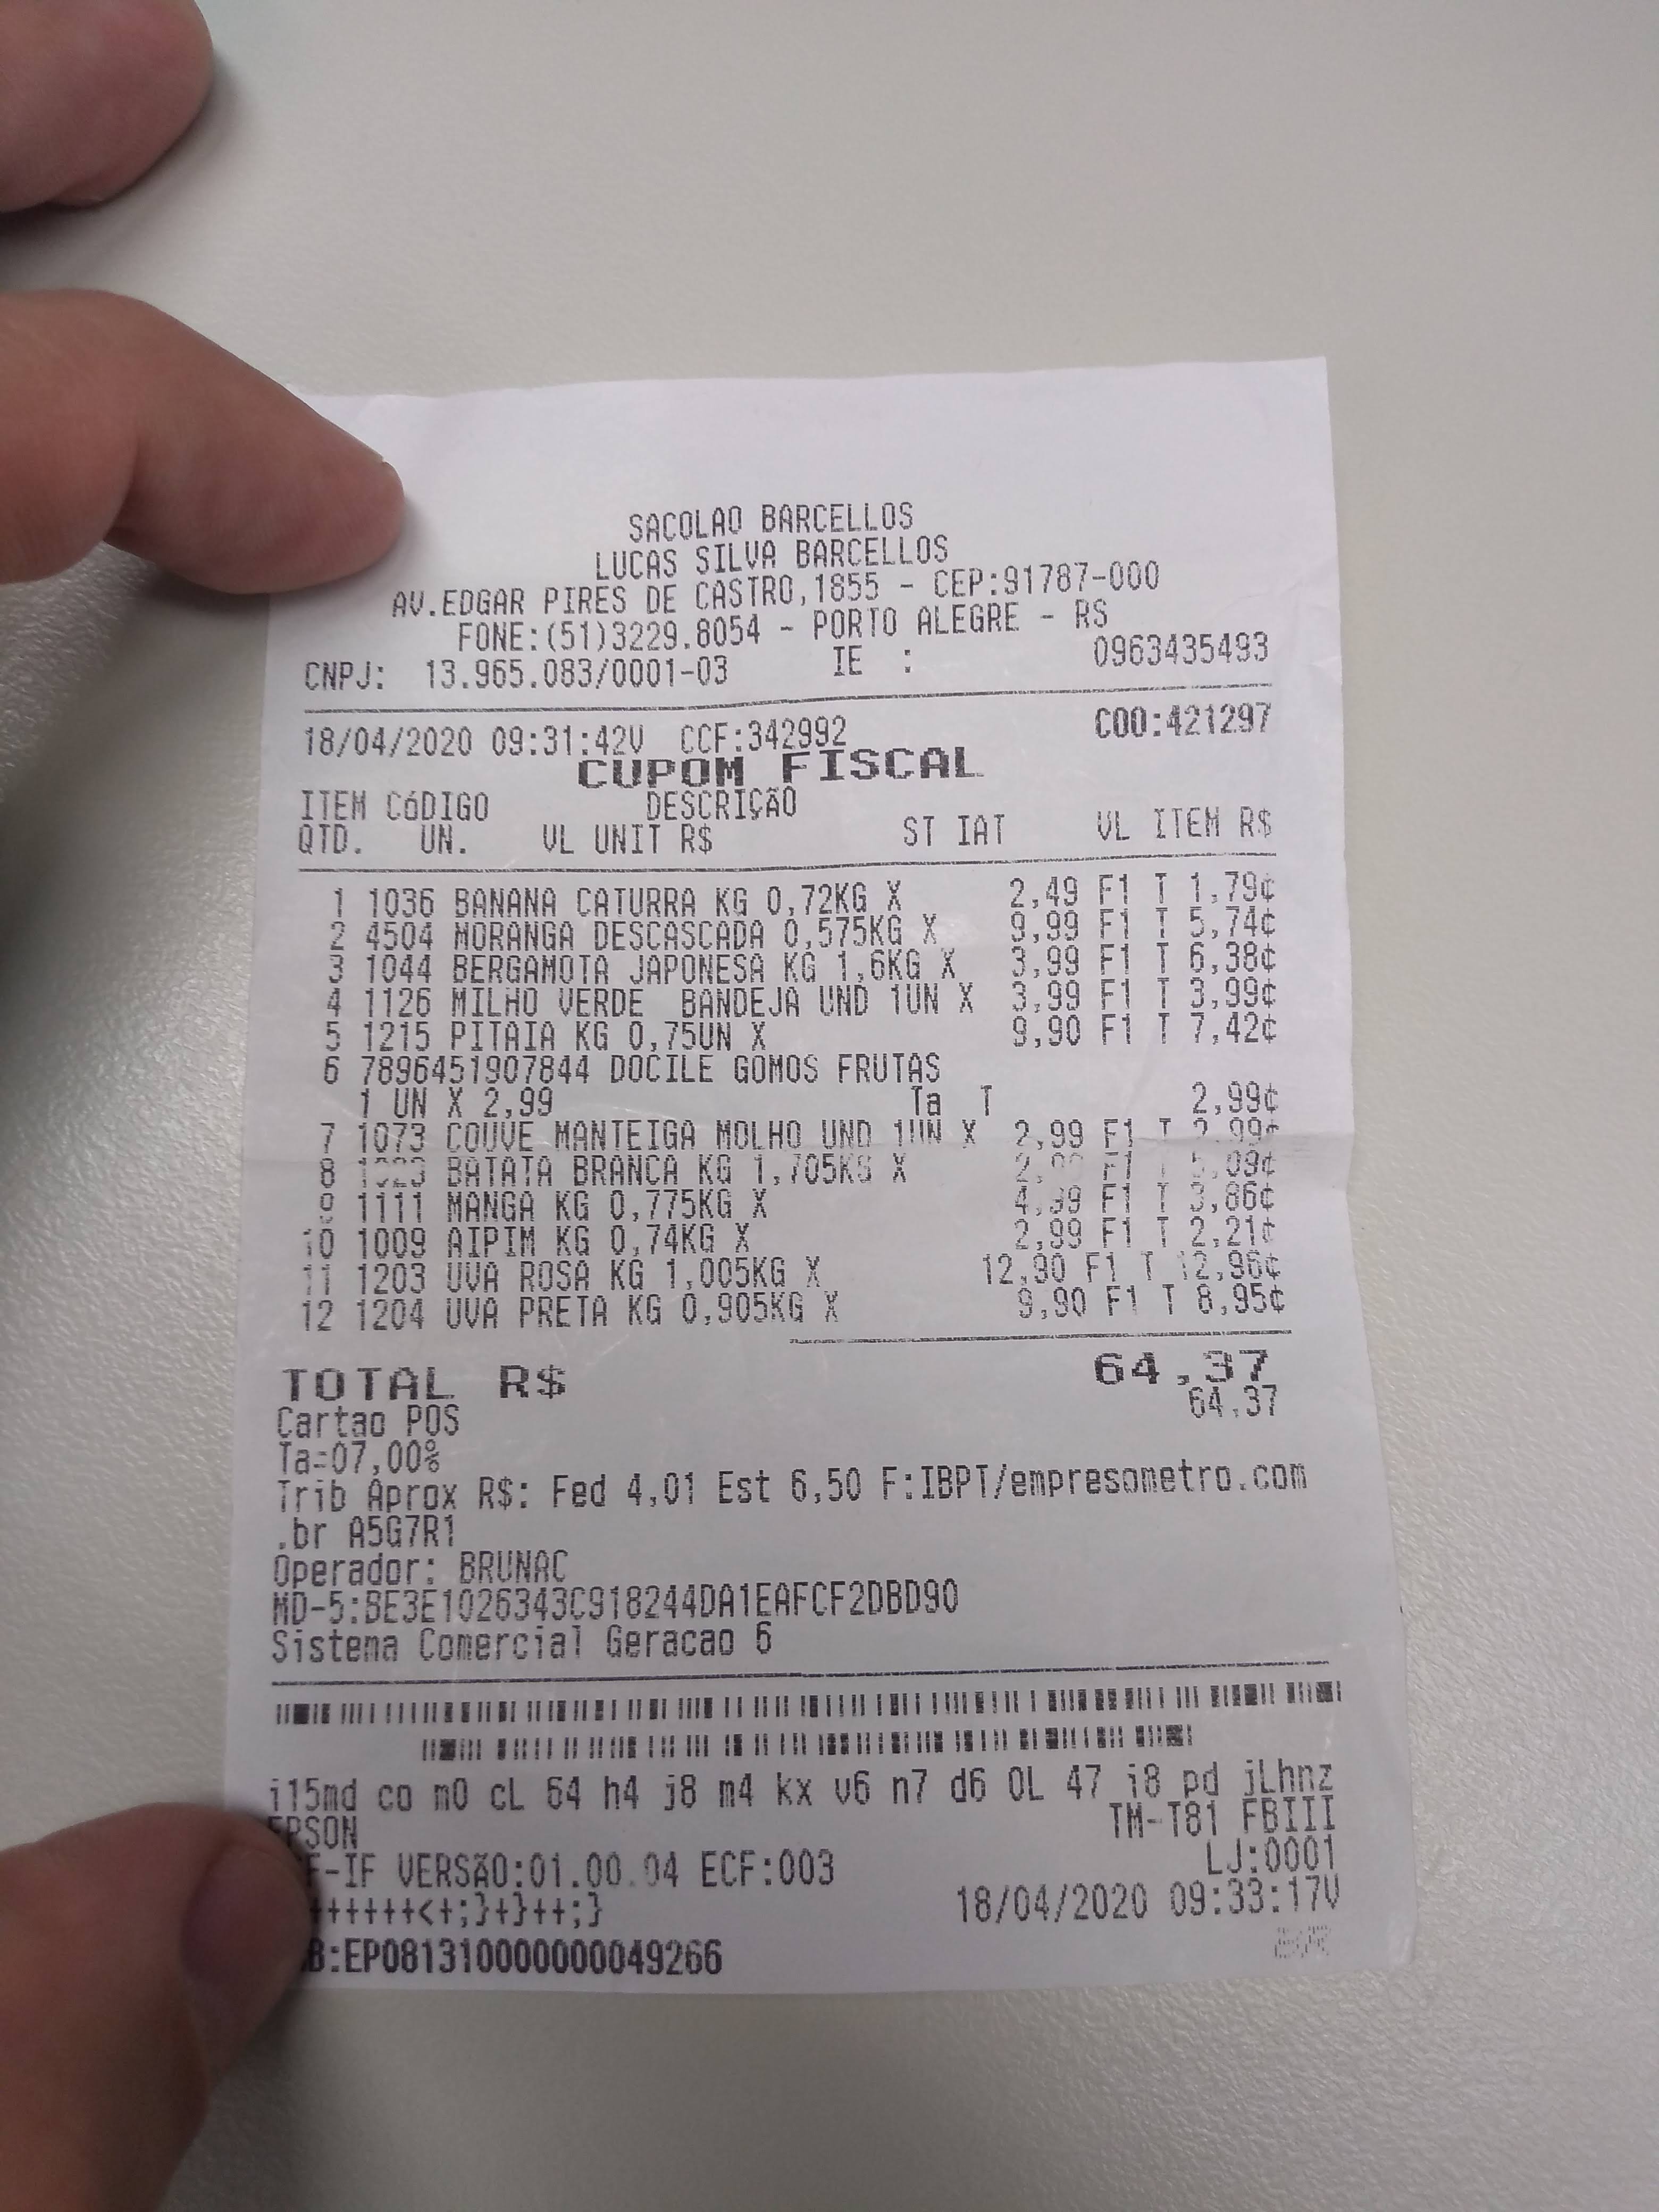 SACOLAO BARCELLOS
LUCAS SILVA BARCELLOS
AV.EDGAR PIRES DE CASTRO,1855 - CEP:91787-000
FONE:(51)3229.8054 - PORTO ALEGRE - RS
CNPJ: 13.965.083/0001-03 IE : 0963435493
18/04/2020 09:31:42V CCF:342992 COO:421297
CUPOM FISCAL
ITEM CóDIGO DESCRIÇÃO
QTD. UN. VL UNIT R$ ST IAT VL ITEM R$
1 1036 BANANA CATURRA KG 0,72KG X 2,49 F1 T 1,79¢
2 4504 MORANGA DESCASCADA 0,575KG X 9,99 F1 T 5,74¢
3 1044 BERGAMOTA JAPONESA KG 1,6KG X 3,99 F1 T 6,38¢
4 1126 MILHO VERDE BANDEJA UND 1UN X 3,99 F1 T 3,99¢
5 1215 PITAIA KG 0,75UN X 9,90 F1 T 7,42¢
6 7896451907844 DOCILE GOMOS FRUTAS
1 UN X 2,99 Ta T 2,99¢
7 1073 COUVE MANTEIGA MOLHO UND 1UN X 2,99 F1 T 2,99¢
8 BATATA BRANCA KG 1,705KG X F1 T 5,09¢
9 1111 MANGA KG 0,775KG X 4,99 F1 T 3,86¢
10 1009 AIPIM KG 0,74KG X 2,99 F1 T 2,21¢
11 1203 UVA ROSA KG 1,005KG X 12,90 F1 T 12,96¢
12 1204 UVA PRETA KG 0,905KG X 9,90 F1 T 8,95¢
TOTAL R$ 64,37
Cartao POS 64,37
Ta=07,00%
Trib Aprox R$: Fed 4,01 Est 6,50 F:IBPT/empresometro.com
.br A5G7R1
Operador: BRUNAC
MD-5:BE3E1026343C918244DA1EAFCF2DBD90
Sistema Comercial Geracao 6
i15md co m0 cL 64 h4 j8 m4 kx v6 n7 d6 0L 47 i8 pd jLhnz
EPSON TM-T81 FBIII
-IF VERSÃO:01.00.04 ECF:003 LJ:0001
++++++<+;}+}++;} 18/04/2020 09:33:17V
:EP081310000000049266